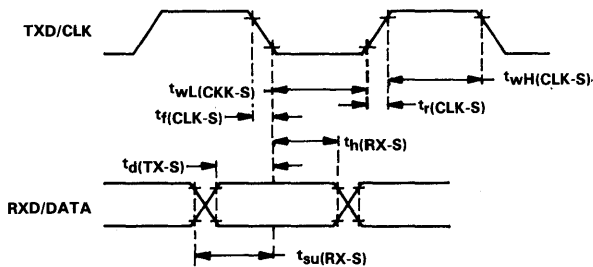 TXD/CLK
twL(CKK-S)
twH(CLK-S)
tf(CLK-S)
tr(CLK-S)
th(RX-S)
td(TX-S)
RXD/DATA
tsu(RX-S)